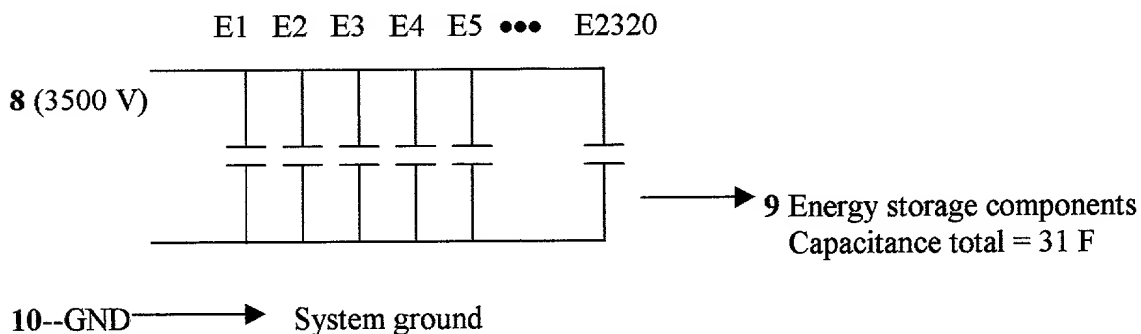 E1 E2 E3 E4 E5 ●●● E2320
8 (3500 V)
9 Energy storage components
Capacitance total = 31 F
10--GND System ground